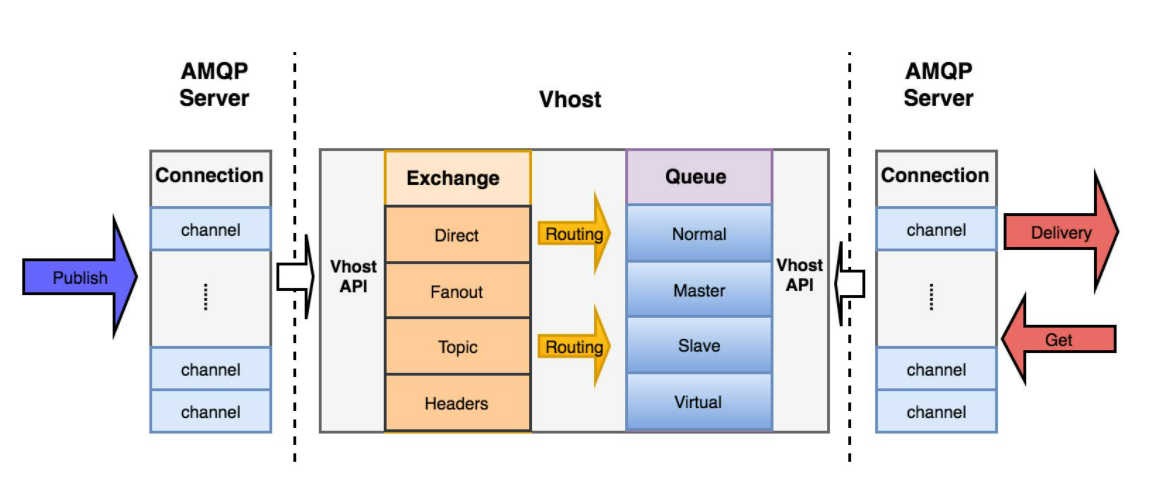 AMQP
Server
Connection
channel
channel
channel
Publish
Vhost
Vhost
API
Exchange
Direct
Fanout
Topic
Headers
Routing
Routing
Queue
Normal
Master
Slave
Virtual
Vhost
API
AMQP
Server
Connection
channel
channel
channel
Delivery
Get